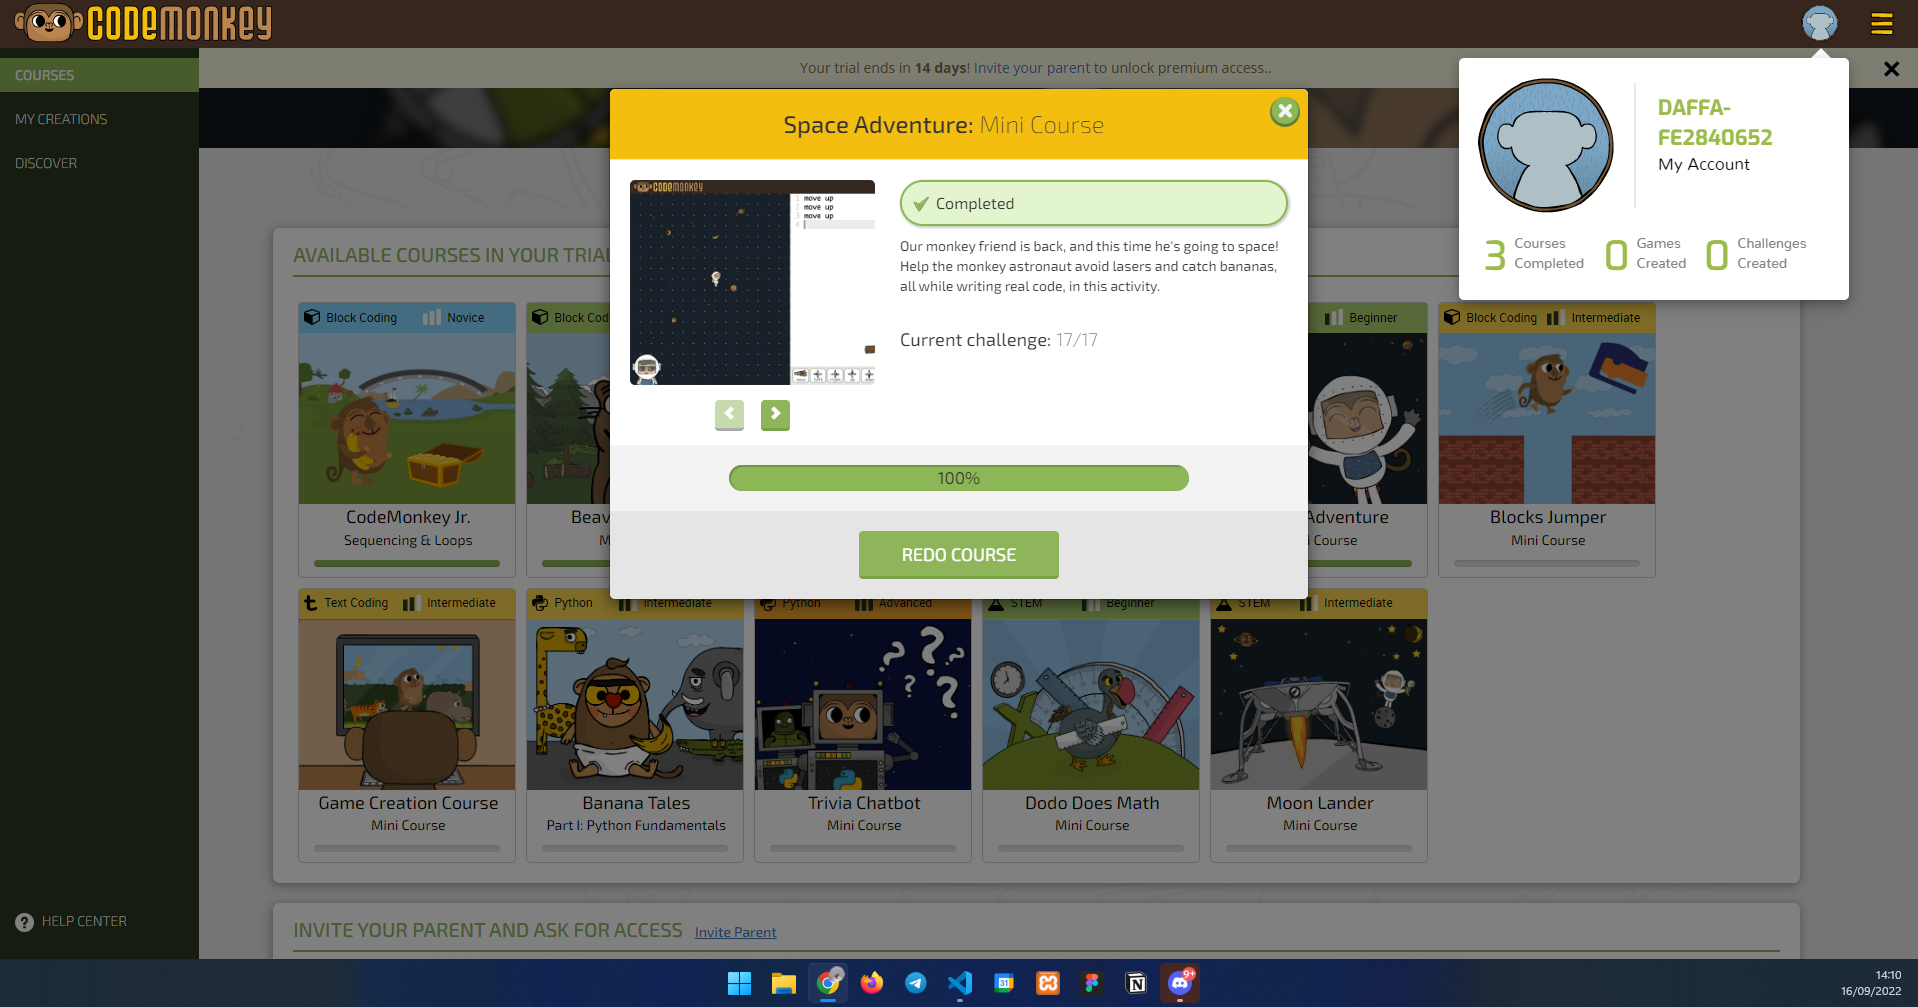 CODEMONKEY
COURSES
MY CREATIONS
DISCOVER
HELP CENTER
Your trial ends in 14 days! Invite your parent to unlock premium access..
DAFFA-
FE2840652
My Account
3 Courses Completed
0 Games Created
0 Challenges Created
Space Adventure: Mini Course
CODEMONKEY
move up
move up
move up
Completed
Our monkey friend is back, and this time he's going to space!
Help the monkey astronaut avoid lasers and catch bananas,
all while writing real code, in this activity.
Current challenge: 17/17
100%
REDO COURSE
AVAILABLE COURSES IN YOUR TRIAL
Block Coding Novice
CodeMonkey Jr.
Sequencing & Loops
Block Cod
Beav
M
Beginner
Adventure
i Course
Block Coding Intermediate
Blocks Jumper
Mini Course
Text Coding Intermediate
Game Creation Course
Mini Course
Python Intermediate
Banana Tales
Part I: Python Fundamentals
Python Advanced
Trivia Chatbot
Mini Course
STEM Beginner
Dodo Does Math
Mini Course
STEM Intermediate
Moon Lander
Mini Course
INVITE YOUR PARENT AND ASK FOR ACCESS Invite Parent
31
9+
14:10
16/09/2022